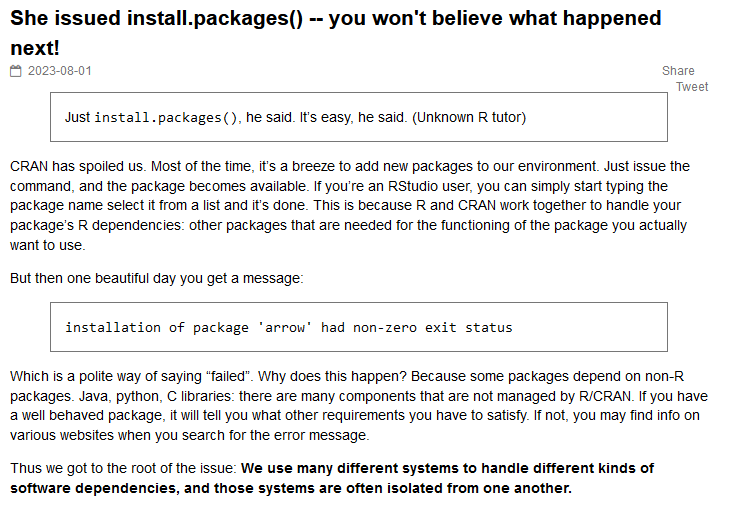 She issued install.packages() -- you won't believe what happened
next!
2023-08-01
Share
Tweet
Just install.packages(), he said. It’s easy, he said. (Unknown R tutor)
CRAN has spoiled us. Most of the time, it’s a breeze to add new packages to our environment. Just issue the
command, and the package becomes available. If you’re an RStudio user, you can simply start typing the
package name select it from a list and it’s done. This is because R and CRAN work together to handle your
package’s R dependencies: other packages that are needed for the functioning of the package you actually
want to use.
But then one beautiful day you get a message:
installation of package 'arrow' had non-zero exit status
Which is a polite way of saying “failed”. Why does this happen? Because some packages depend on non-R
packages. Java, python, C libraries: there are many components that are not managed by R/CRAN. If you have
a well behaved package, it will tell you what other requirements you have to satisfy. If not, you may find info on
various websites when you search for the error message.
Thus we got to the root of the issue: We use many different systems to handle different kinds of
software dependencies, and those systems are often isolated from one another.